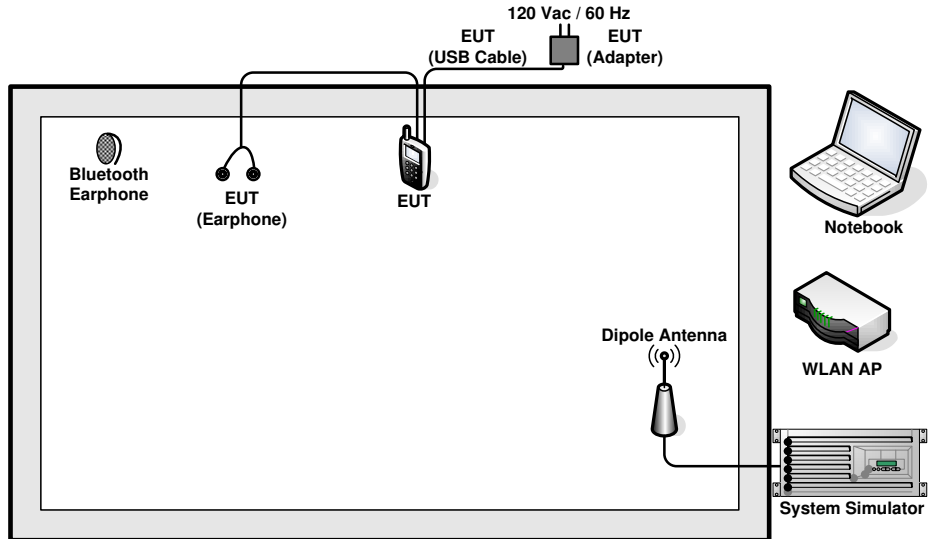 120 Vac / 60 Hz
EUT
(USB Cable)
EUT
(Adapter)
Bluetooth
Earphone
EUT
(Earphone)
EUT
Notebook
Dipole Antenna
WLAN AP
System Simulator